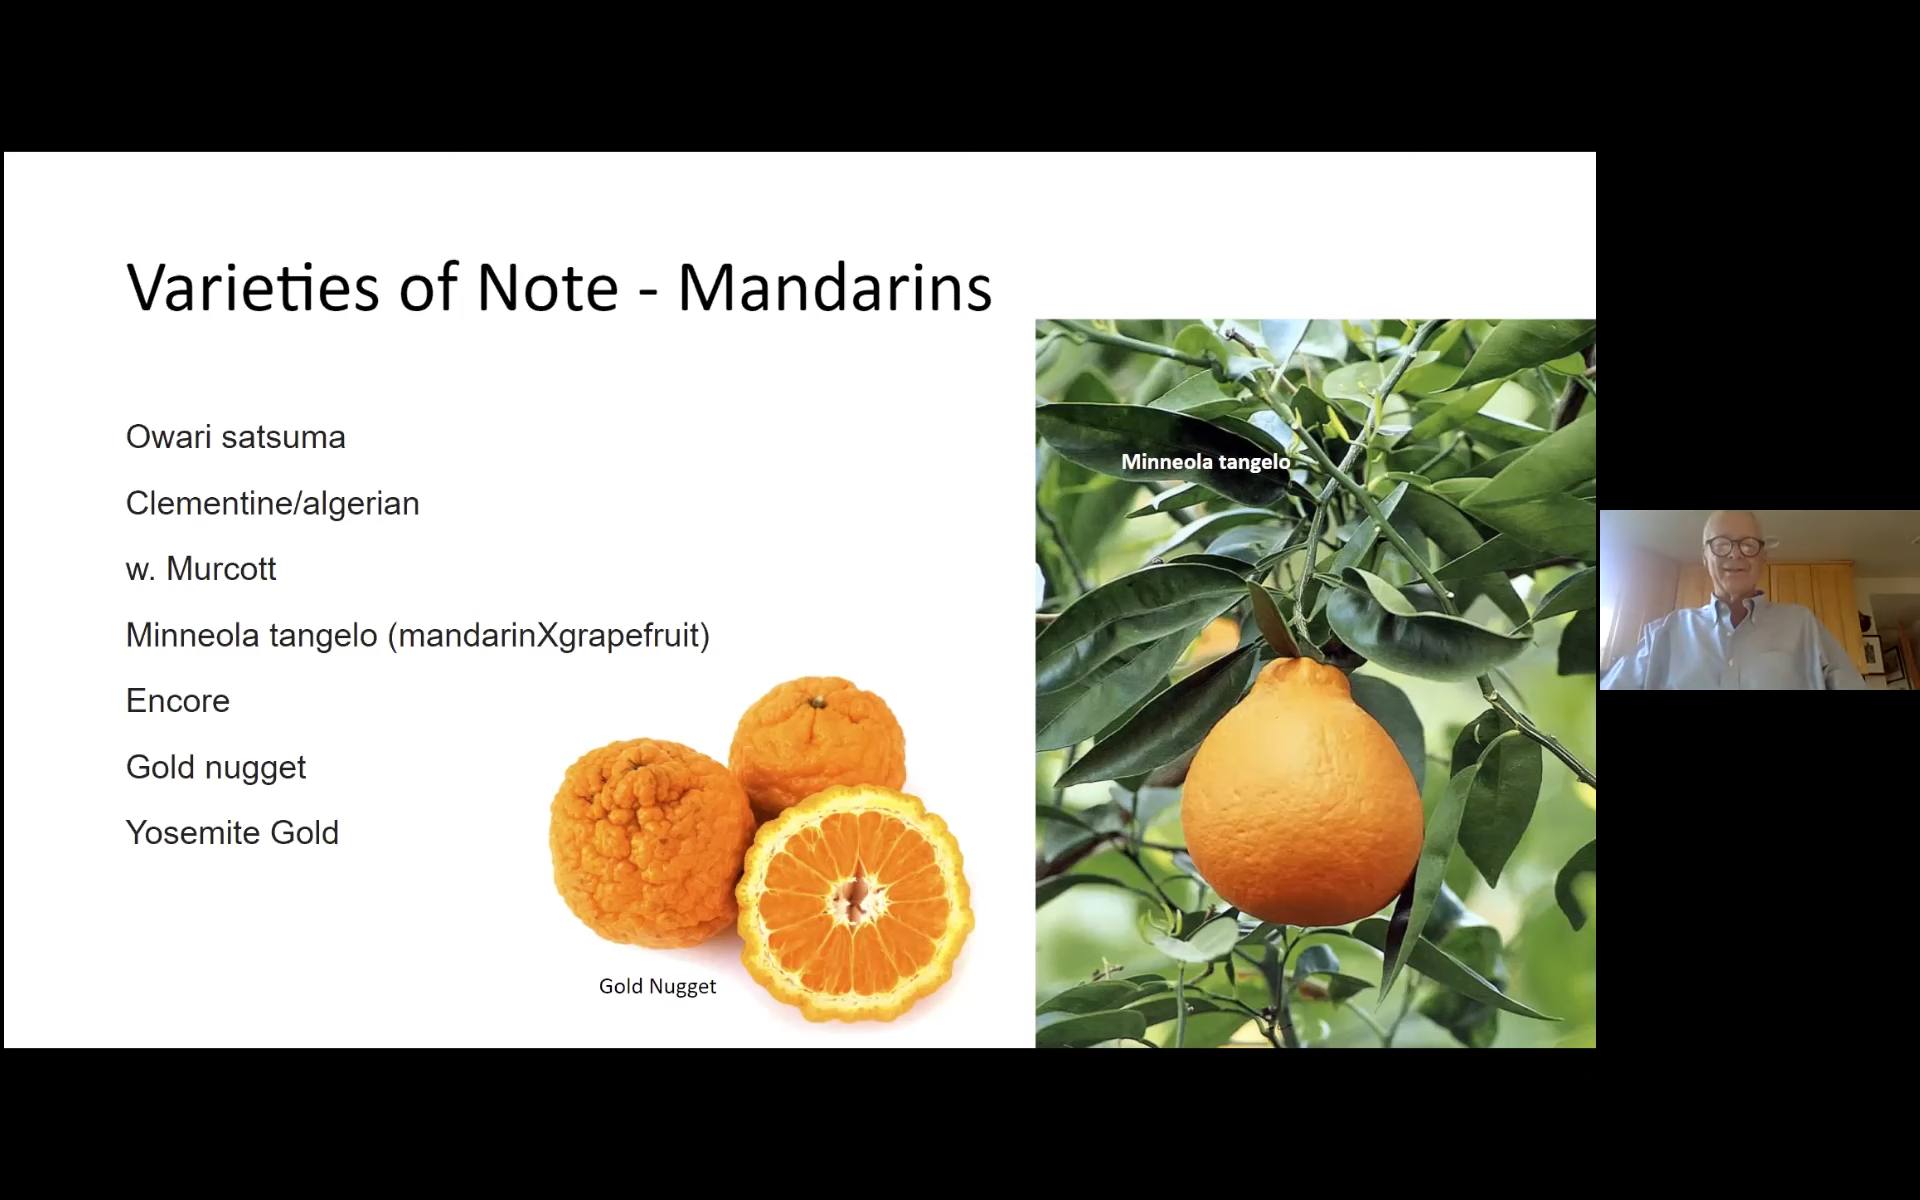 Varieties of Note - Mandarins
Owari satsuma
Clementine/algerian
w. Murcott
Minneola tangelo (mandarinXgrapefruit)
Encore
Gold nugget
Yosemite Gold
Gold Nugget
Minneola tangelo